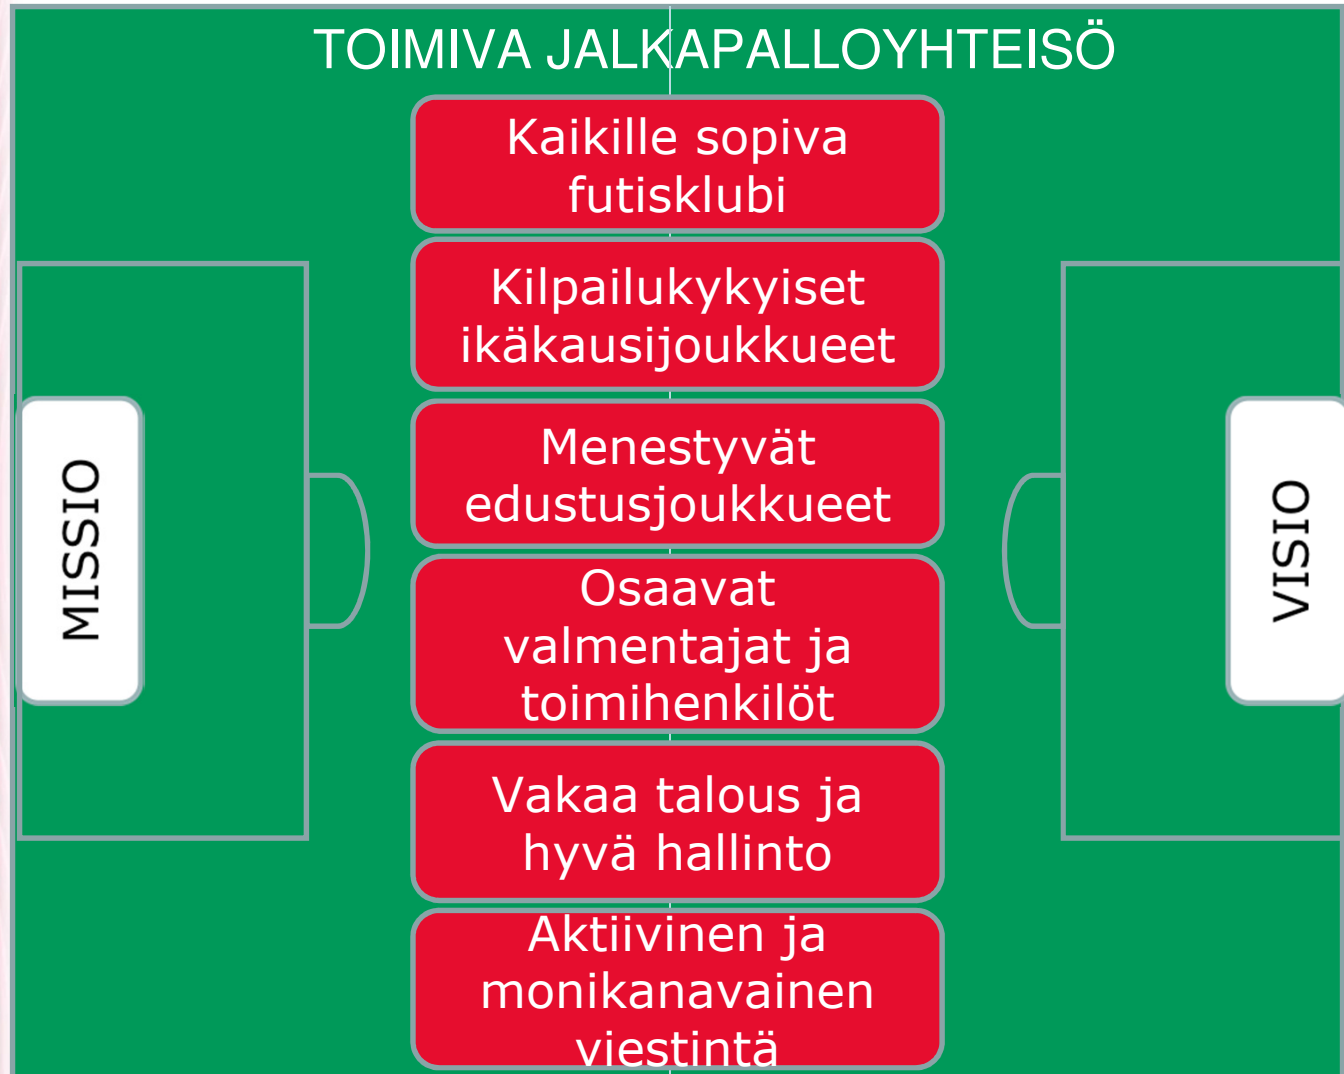 TOIMIVA JALKAPALLOYHTEISÖ
Kaikille sopiva
futisklubi
Kilpailukykyiset
ikäkausijoukkueet
Menestyvät
edustusjoukkueet
Osaavat
valmentajat ja
toimihenkilöt
Vakaa talous ja
hyvä hallinto
Aktiivinen ja
monikanavainen
viestintä
MISSIO
VISIO